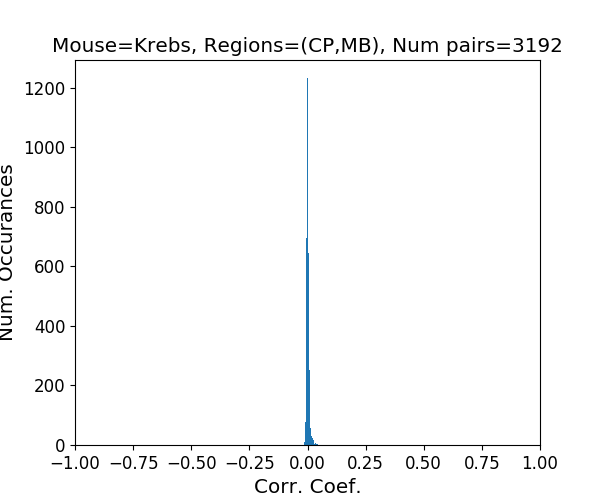 Mouse=Krebs, Regions=(CP,MB), Num pairs=3192
1200
1000
800
600
400
200
0
Num. Occurances
−1.00 −0.75 −0.50 −0.25 0.00 0.25 0.50 0.75 1.00
Corr. Coef.